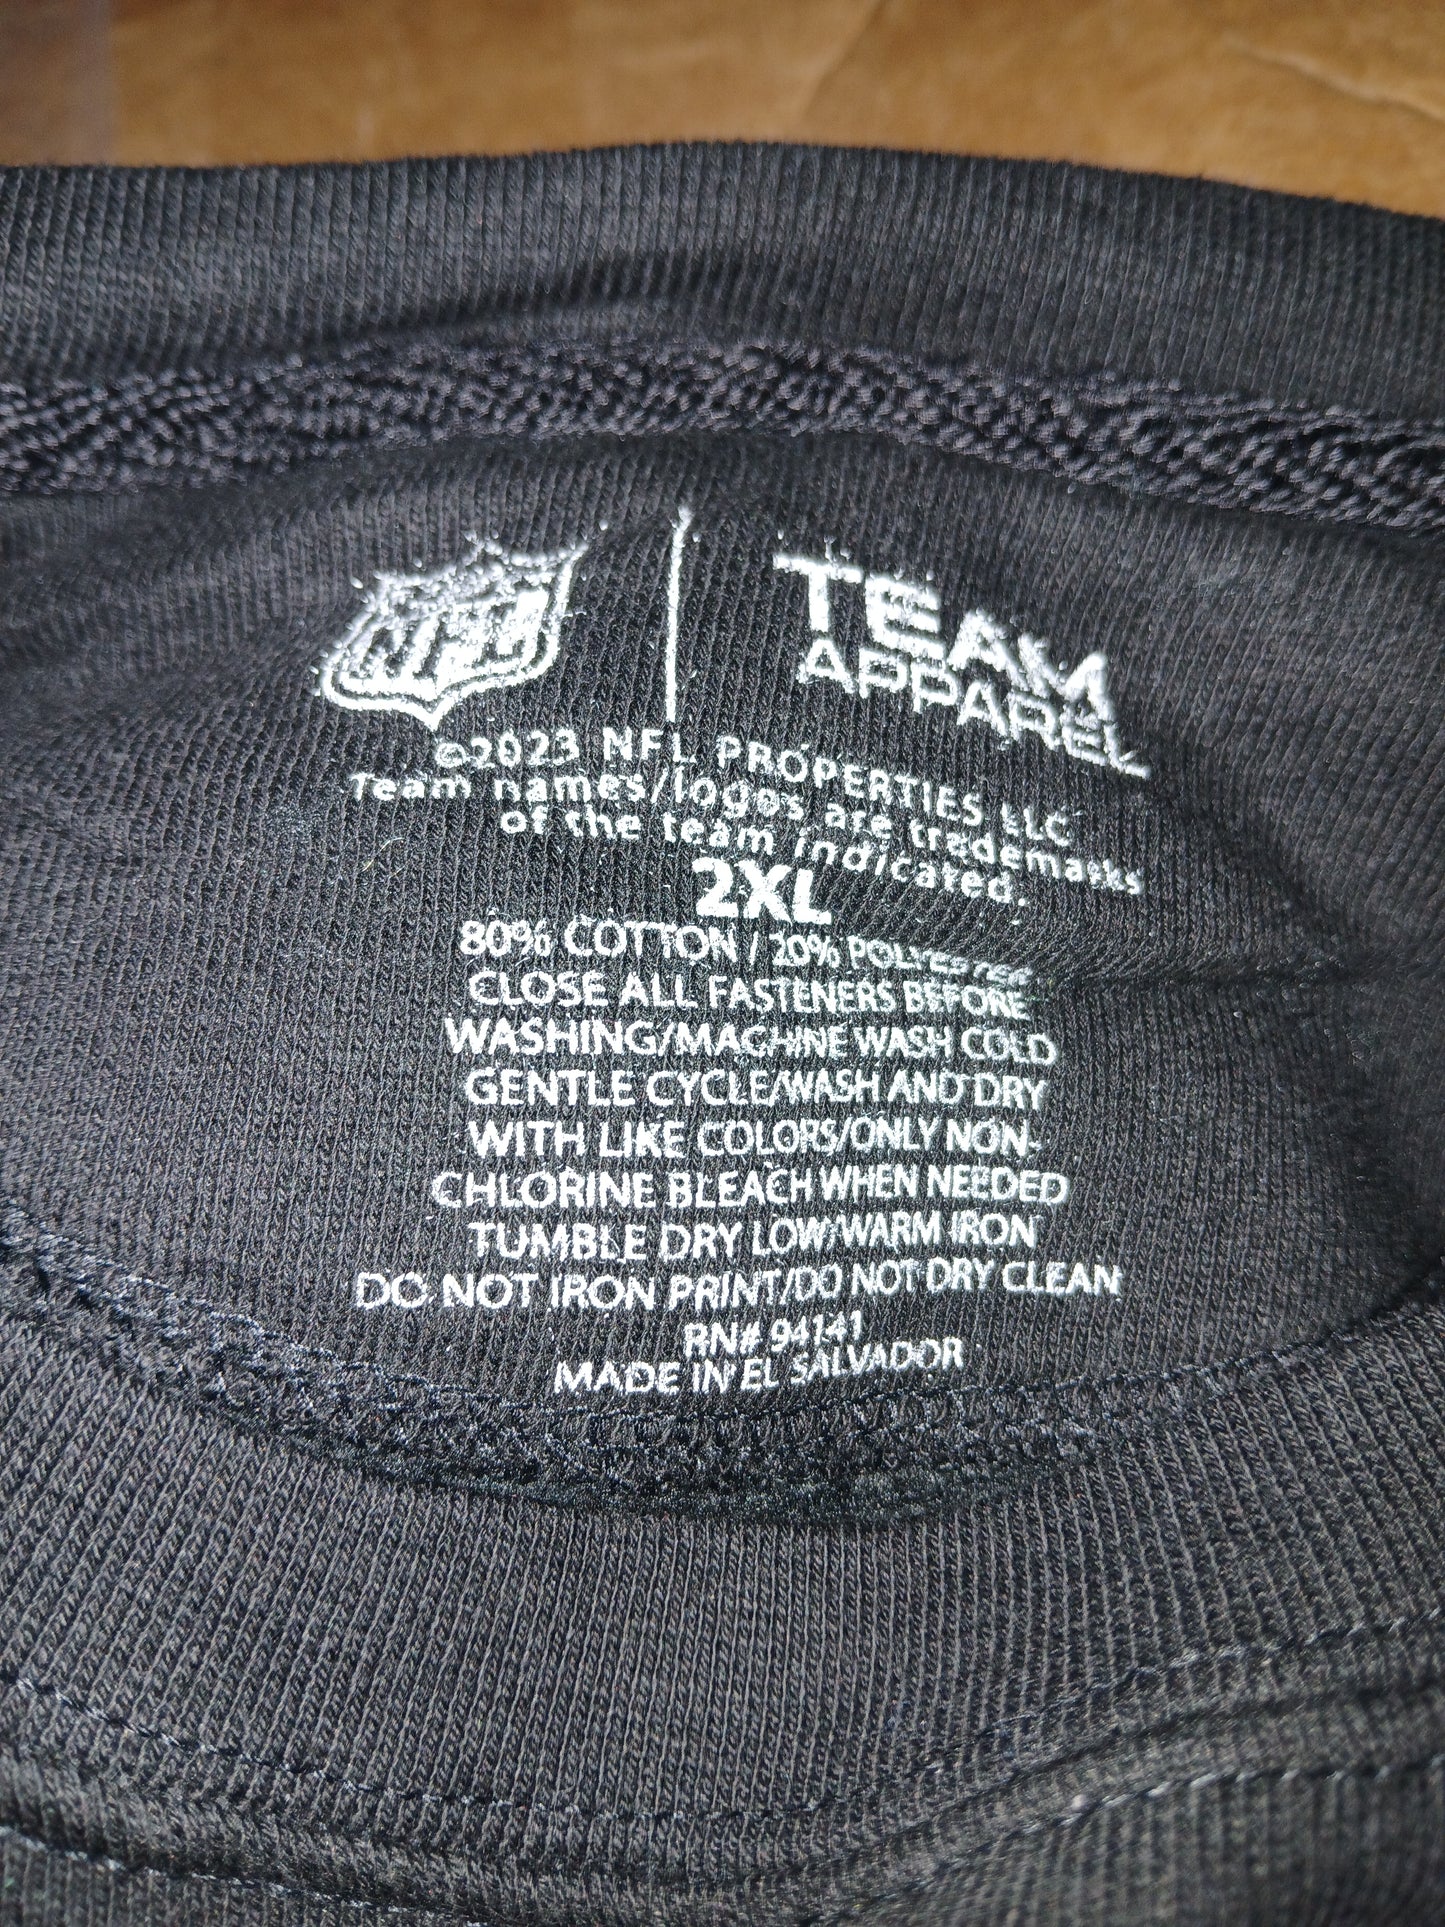 NFL
TEAM
APPAREL
©2023 NFL PROPERTIES LLC
Team names/logos are trademarks
of the team indicated.
2XL
80% COTTON / 20% POLYESTER
CLOSE ALL FASTENERS BEFORE
WASHING/MACHINE WASH COLD
GENTLE CYCLE/WASH AND DRY
WITH LIKE COLORS/ONLY NON-
CHLORINE BLEACH WHEN NEEDED
TUMBLE DRY LOW/WARM IRON
DO NOT IRON PRINT/DO NOT DRY CLEAN
RN# 94141
MADE IN EL SALVADOR